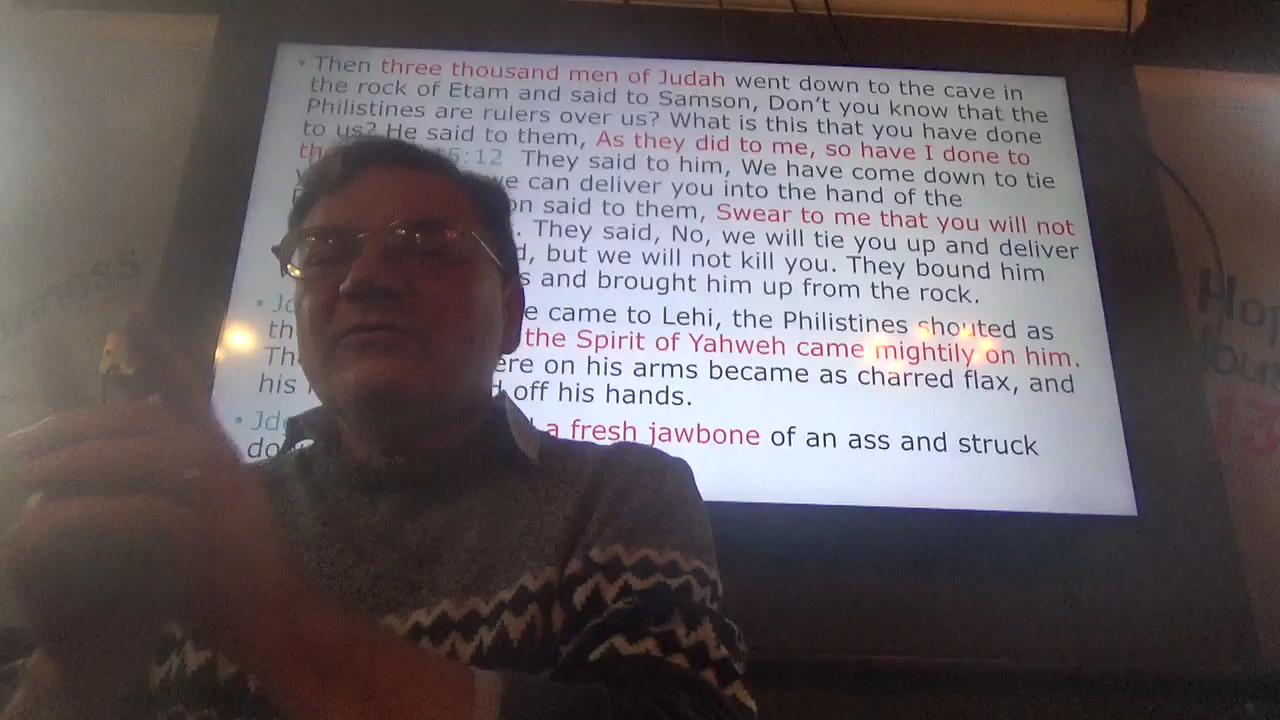 • Then three thousand men of Judah went down to the cave in
the rock of Etam and said to Samson, Don't you know that the
Philistines are rulers over us? What is this that you have done
to us? He said to them, As they did to me, so have I done to
5:12 They said to him, We have come down to tie
we can deliver you into the hand of the
said to them, Swear to me that you will not
. They said, No, we will tie you up and deliver
, but we will not kill you. They bound him
and brought him up from the rock.
• came to Lehi, the Philistines shouted as
the Spirit of Yahweh came mightily on him.
on his arms became as charred flax, and
his off his hands.
• a fresh jawbone of an ass and struck